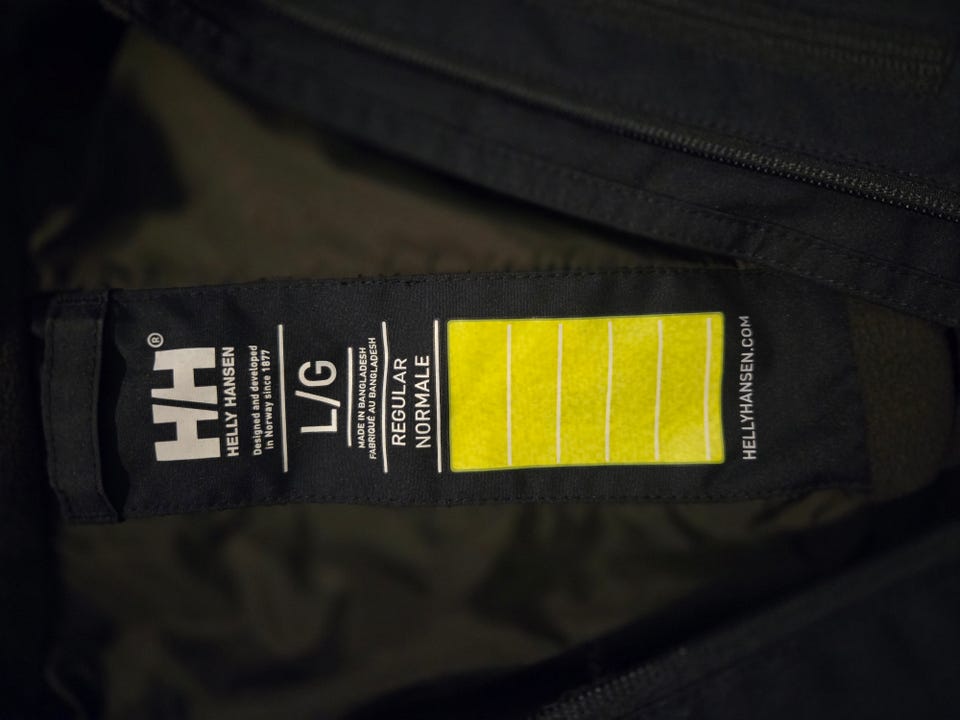 H/H®
HELLY HANSEN
Designed and developed
in Norway since 1877
L/G
MADE IN BANGLADESH
FABRIQUÉ AU BANGLADESH
REGULAR
NORMALE
HELLYHANSEN.COM